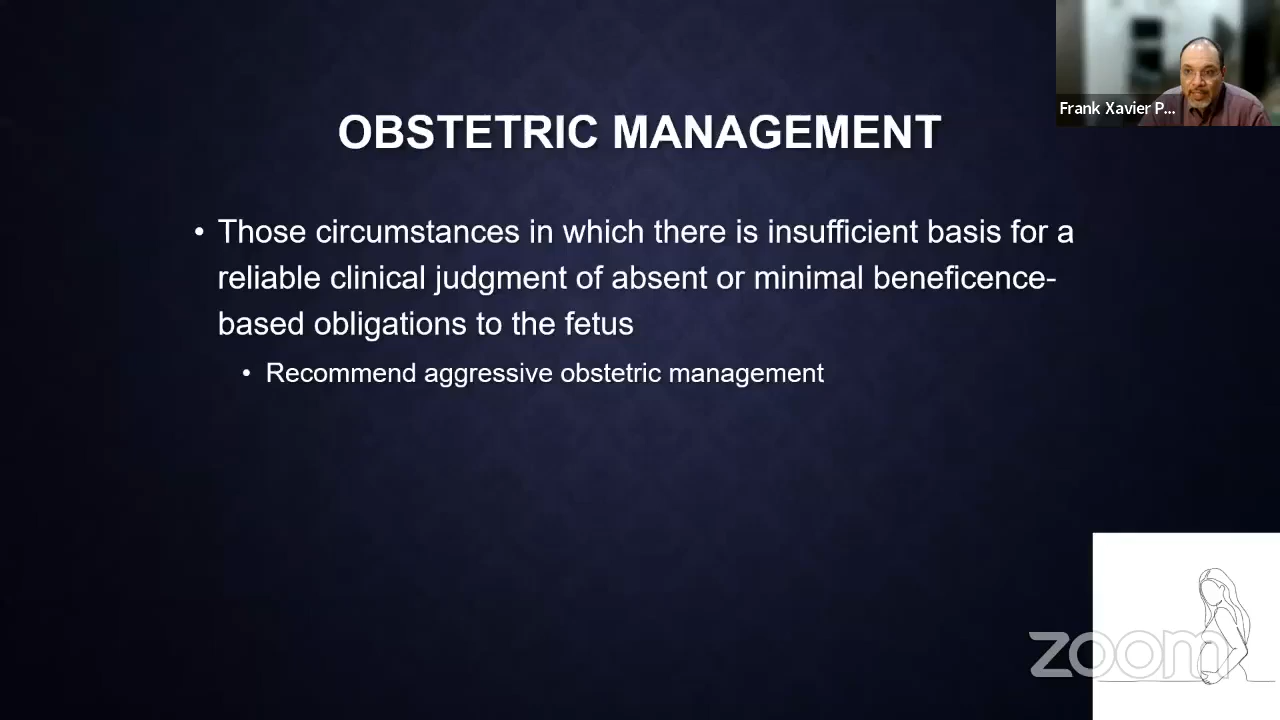 Frank Xavier P...
OBSTETRIC MANAGEMENT
• Those circumstances in which there is insufficient basis for a
reliable clinical judgment of absent or minimal beneficence-
based obligations to the fetus
• Recommend aggressive obstetric management
zoom